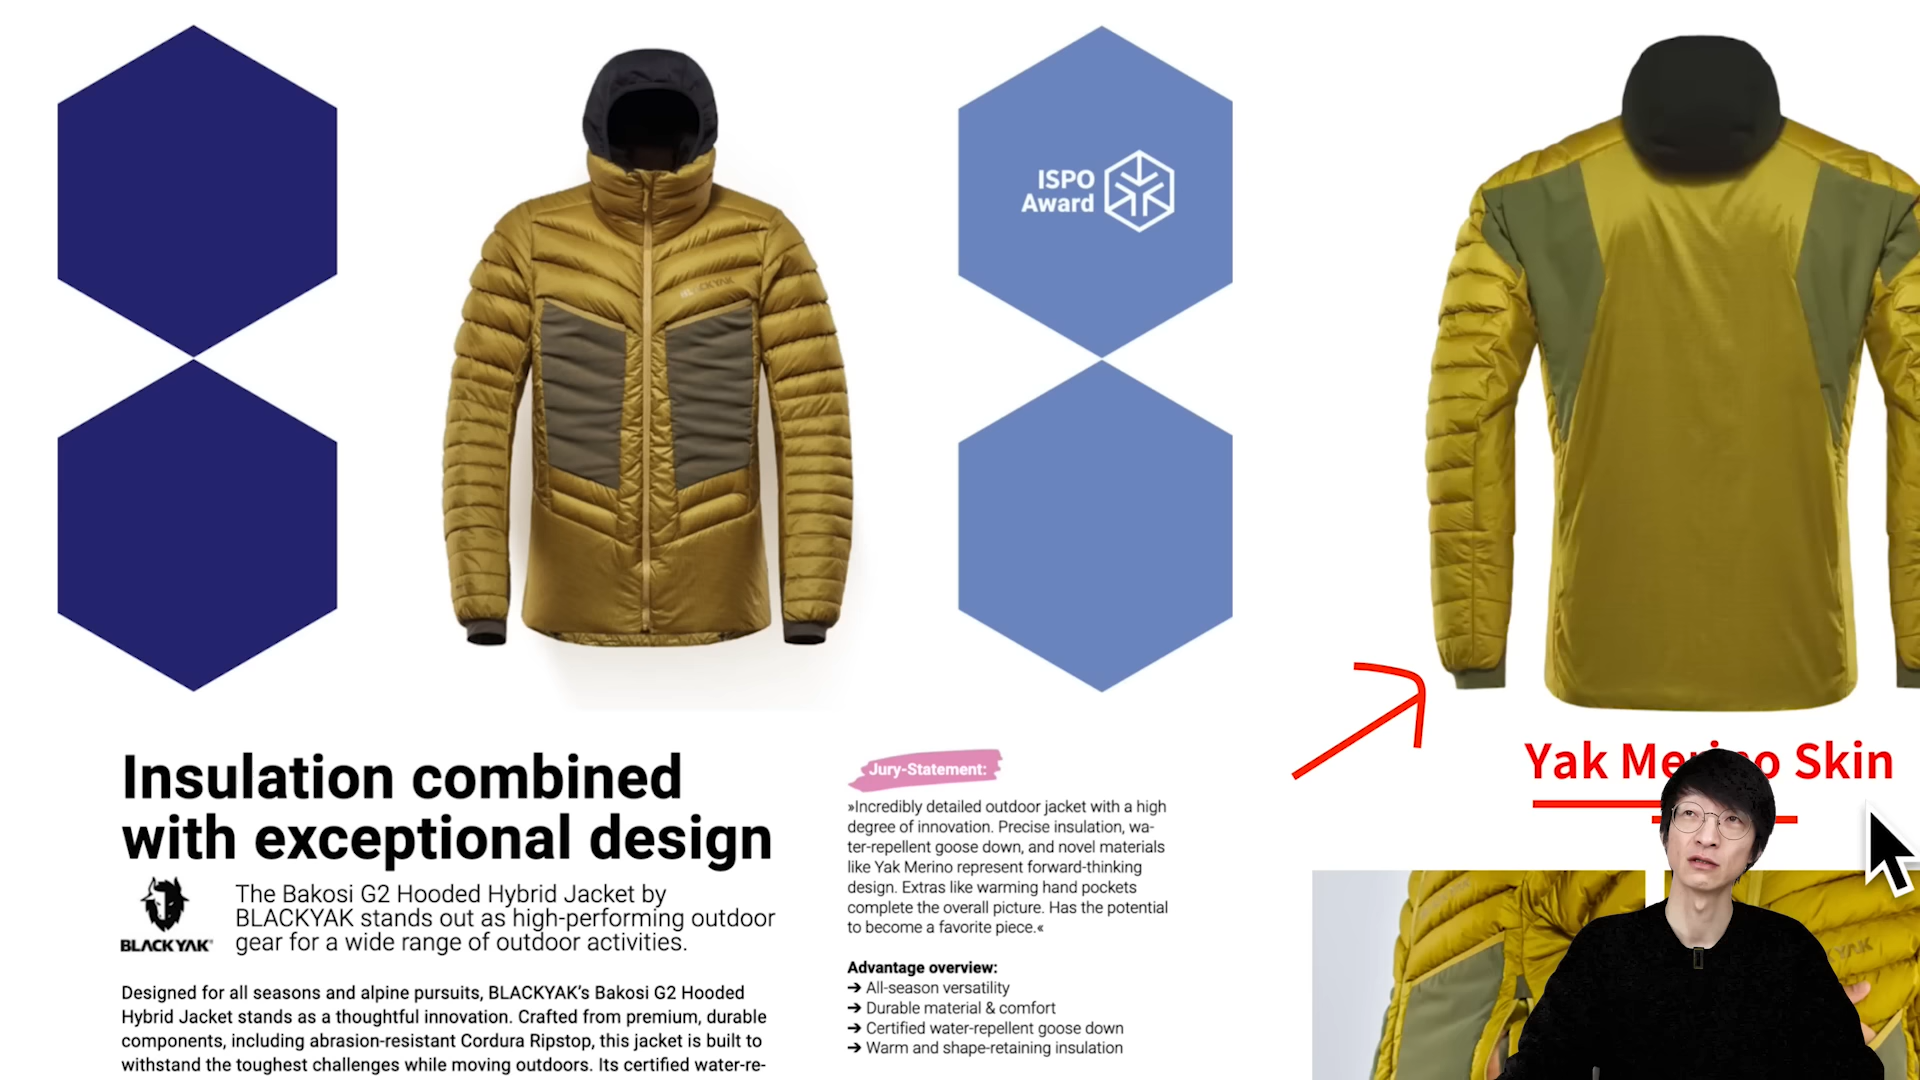 ISPO
Award
BLACKYAK
Insulation combined
with exceptional design
BLACKYAK®
The Bakosi G2 Hooded Hybrid Jacket by
BLACKYAK stands out as high-performing outdoor
gear for a wide range of outdoor activities.
Designed for all seasons and alpine pursuits, BLACKYAK’s Bakosi G2 Hooded
Hybrid Jacket stands as a thoughtful innovation. Crafted from premium, durable
components, including abrasion-resistant Cordura Ripstop, this jacket is built to
withstand the toughest challenges while moving outdoors. Its certified water-re-
Jury-Statement:
»Incredibly detailed outdoor jacket with a high
degree of innovation. Precise insulation, wa-
ter-repellent goose down, and novel materials
like Yak Merino represent forward-thinking
design. Extras like warming hand pockets
complete the overall picture. Has the potential
to become a favorite piece.«
Advantage overview:
➔ All-season versatility
➔ Durable material & comfort
➔ Certified water-repellent goose down
➔ Warm and shape-retaining insulation
Yak Merino Skin